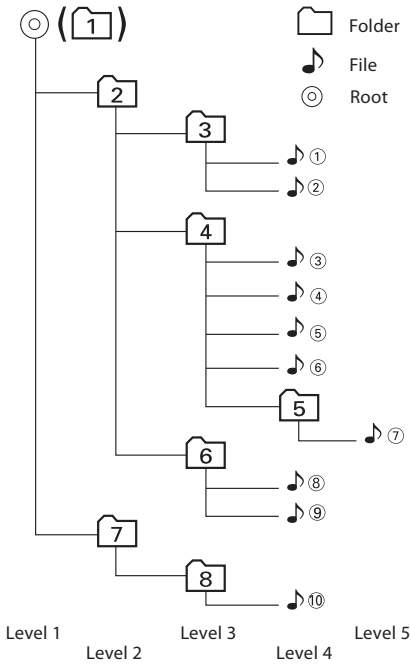 (1)
Folder
File
Root
2
3
①
②
4
③
④
⑤
⑥
5
⑦
6
⑧
⑨
7
8
⑩
Level 1
Level 2
Level 3
Level 4
Level 5